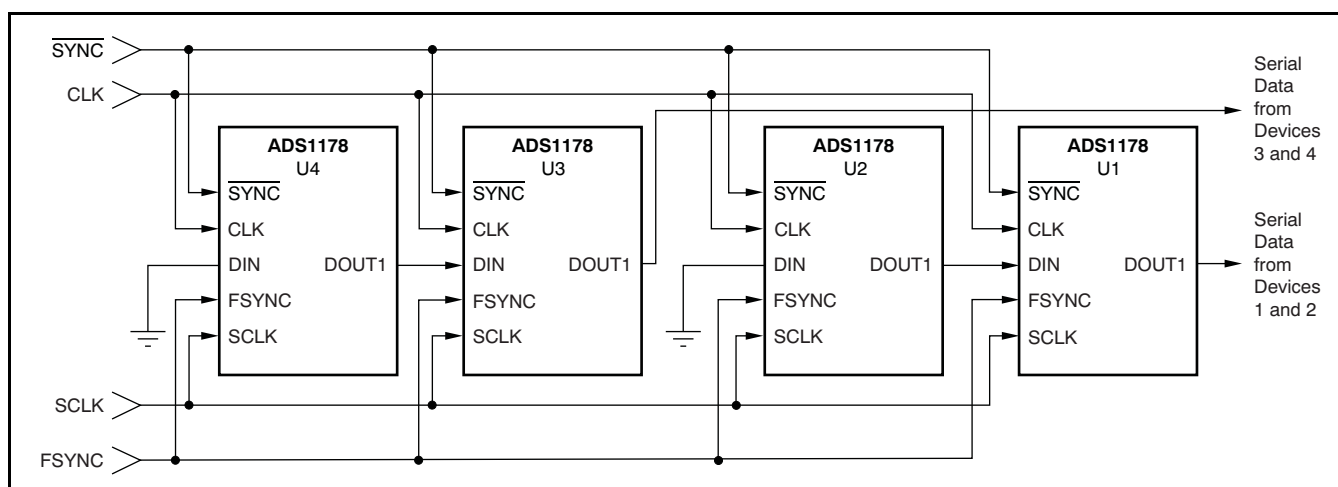 SYNC
CLK
ADS1178
U4
SYNC
CLK
DIN
DOUT1
FSYNC
SCLK
ADS1178
U3
SYNC
CLK
DIN
DOUT1
FSYNC
SCLK
ADS1178
U2
SYNC
CLK
DIN
DOUT1
FSYNC
SCLK
ADS1178
U1
SYNC
CLK
DIN
DOUT1
FSYNC
SCLK
Serial
Data
from
Devices
3 and 4
Serial
Data
from
Devices
1 and 2
SCLK
FSYNC